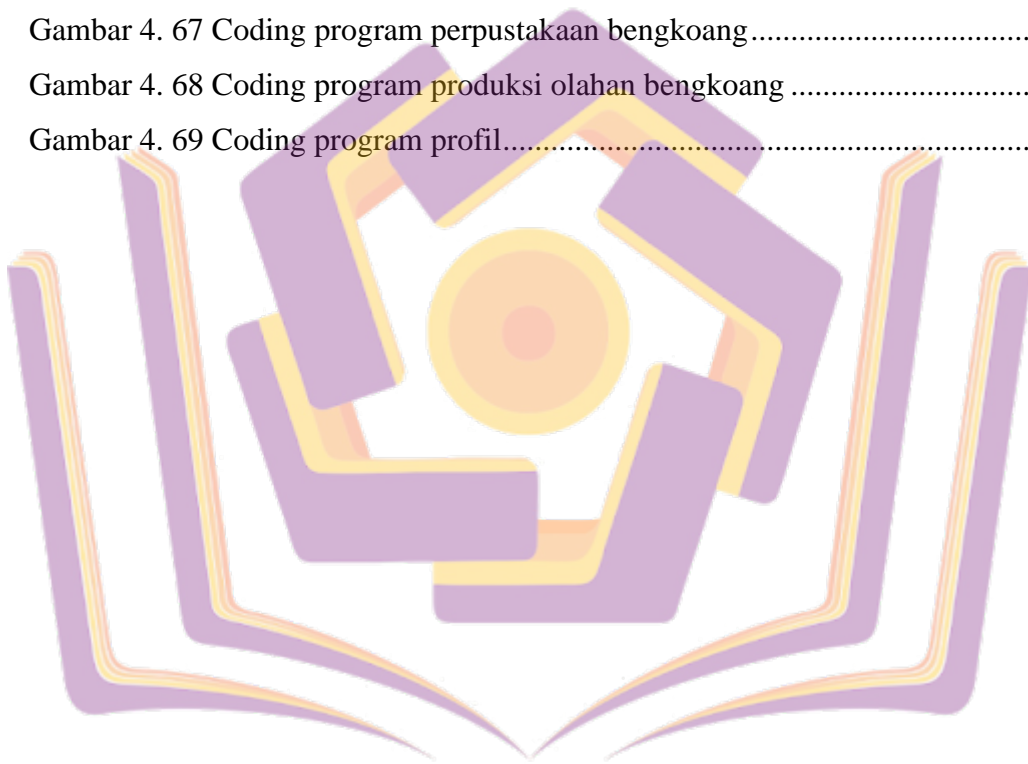 Gambar 4. 67 Coding program perpustakaan bengkoang...................................
Gambar 4. 68 Coding program produksi olahan bengkoang ..............................
Gambar 4. 69 Coding program profil..................................................................